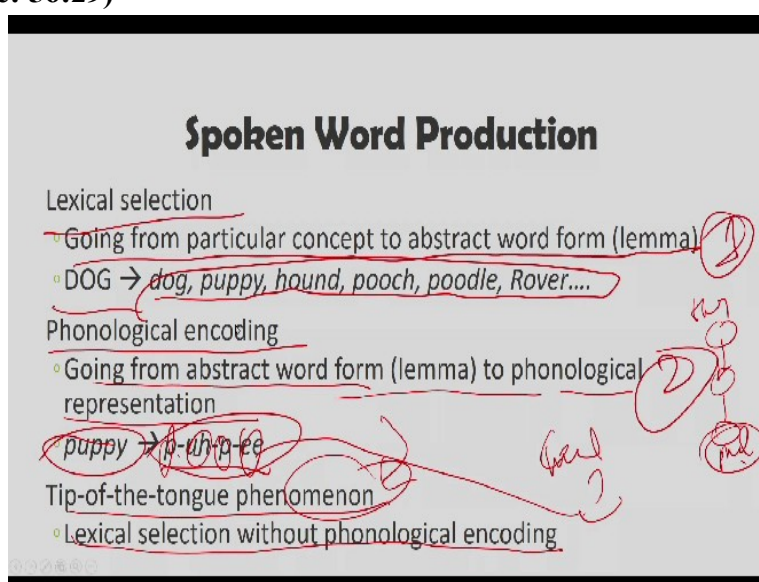 Spoken Word Production
Lexical selection
Going from particular concept to abstract word form (lemma)
1
DOG → dog, puppy, hound, pooch, poodle, Rover....
Phonological encoding
Going from abstract word form (lemma) to phonological
2
representation
puppy → p-uh-p-ee
Tip-of-the-tongue phenomenon
Lexical selection without phonological encoding